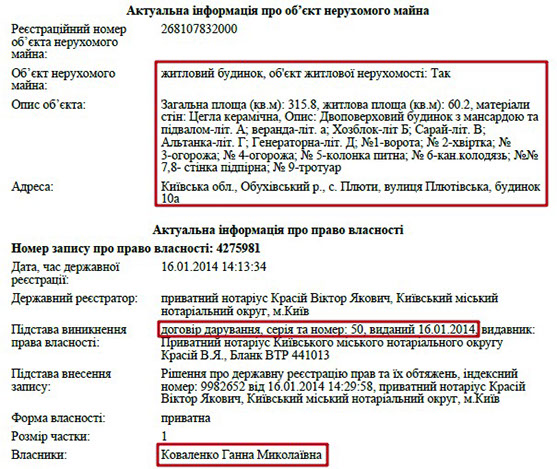 Актуальна інформація про об’єкт нерухомого майна
Реєстраційний номер 268107832000
об’єкта нерухомого
майна:
Об’єкт нерухомого житловий будинок, об'єкт житлової нерухомості: Так
майна:
Опис об’єкта: Загальна площа (кв.м): 315.8, житлова площа (кв.м): 60.2, матеріали
стін: Цегла керамічна, Опис: Двоповерховий будинок з мансардою та
підвалом-літ. А; веранда-літ. а; Хозблок-літ Б; Сарай-літ. В;
Альтанка-літ. Г; Генераторна-літ. Д; №1-ворота; № 2-хвіртка; №
3-огорожа; № 4-огорожа; № 5-колонка питна; № 6-кан.колодязь; №№
7,8- стінка підпірна; № 9-тротуар
Адреса: Київська обл., Обухівський р., с. Плюти, вулиця Плютівська, будинок
10а
Актуальна інформація про право власності
Номер запису про право власності: 4275981
Дата, час державної 16.01.2014 14:13:34
реєстрації:
Державний реєстратор: приватний нотаріус Красій Віктор Якович, Київський міський
нотаріальний округ, м.Київ
Підстава виникнення договір дарування, серія та номер: 50, виданий 16.01.2014, видавник:
права власності: Приватний нотаріус Київського міського нотаріального округу
Красій В.Я., Бланк ВТР 441013
Підстава внесення Рішення про державну реєстрацію прав та їх обтяжень, індексний
запису: номер: 9982652 від 16.01.2014 14:29:58, приватний нотаріус Красій
Віктор Якович, Київський міський нотаріальний округ, м.Київ
Форма власності: приватна
Розмір частки: 1
Власники: Коваленко Ганна Миколаївна